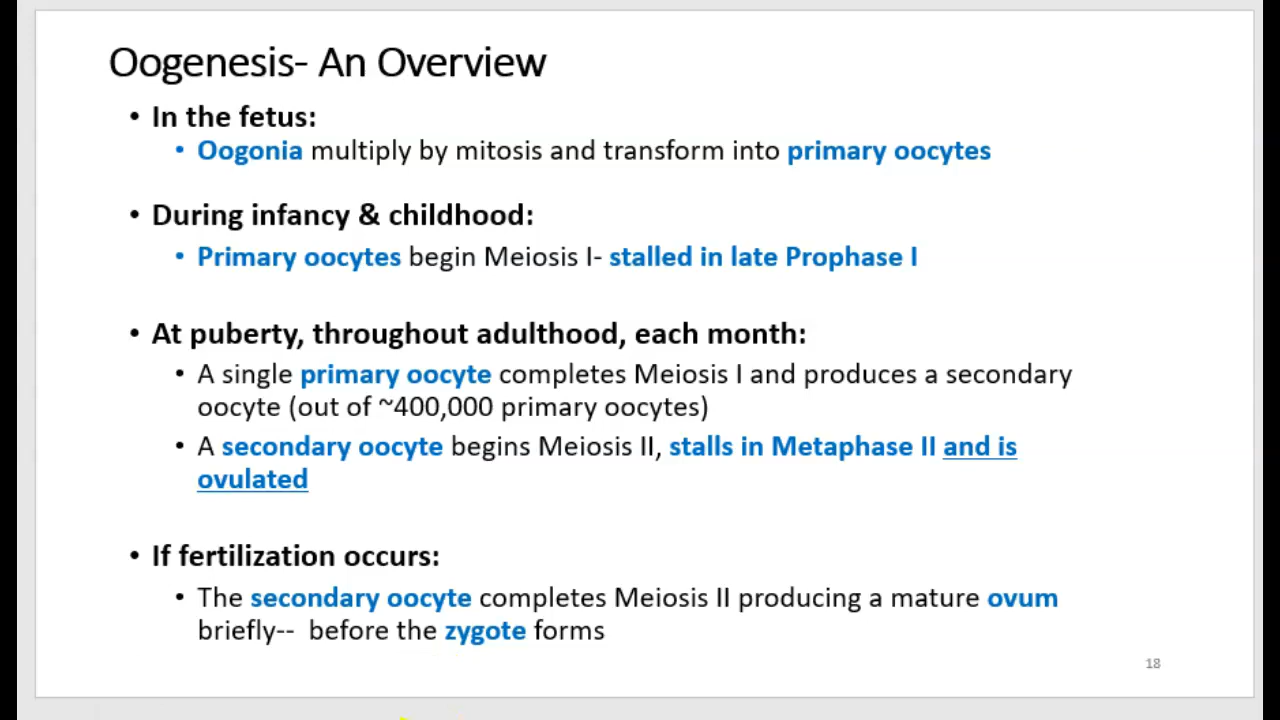 Oogenesis- An Overview
• In the fetus:
• Oogonia multiply by mitosis and transform into primary oocytes
• During infancy & childhood:
• Primary oocytes begin Meiosis I- stalled in late Prophase I
• At puberty, throughout adulthood, each month:
• A single primary oocyte completes Meiosis I and produces a secondary
oocyte (out of ~400,000 primary oocytes)
• A secondary oocyte begins Meiosis II, stalls in Metaphase II and is
ovulated
• If fertilization occurs:
• The secondary oocyte completes Meiosis II producing a mature ovum
briefly-- before the zygote forms
18